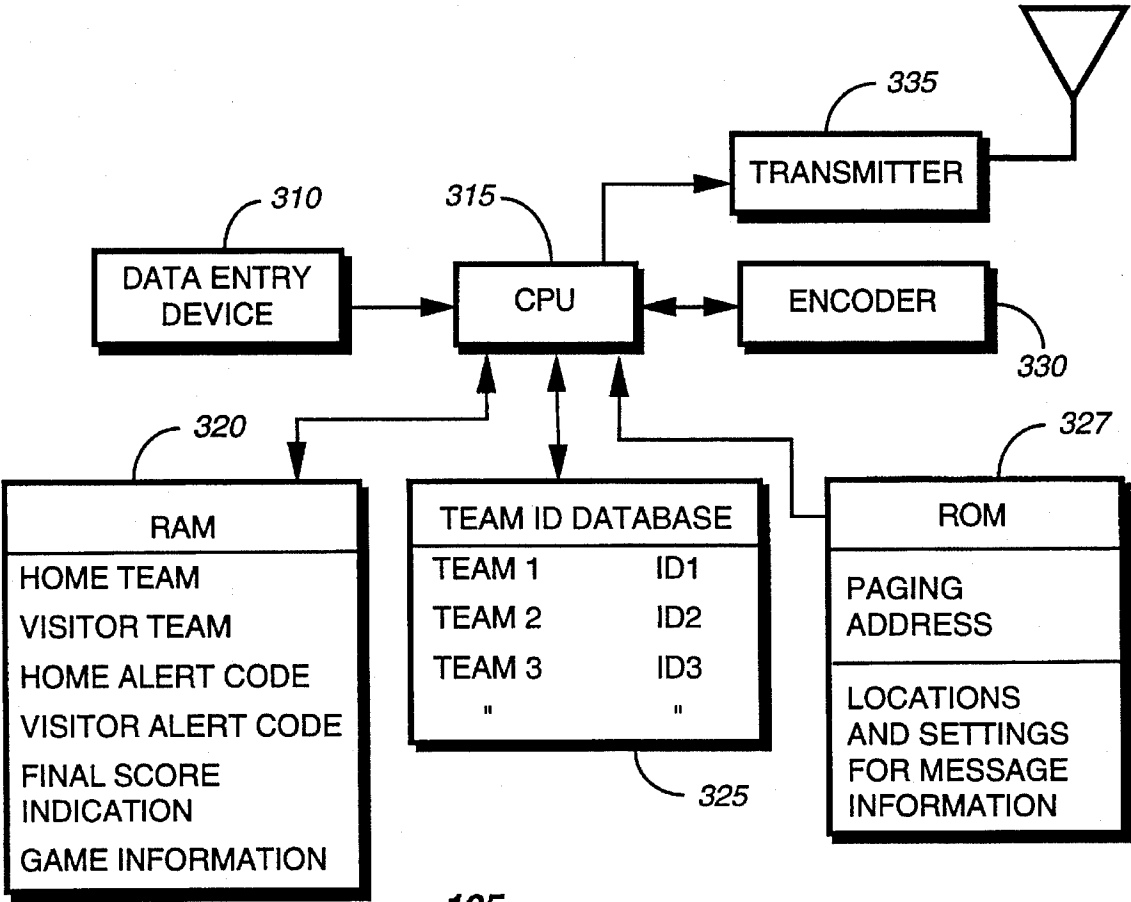 335
TRANSMITTER
310
315
DATA ENTRY
DEVICE
CPU
ENCODER
330
320
327
RAM
HOME TEAM
VISITOR TEAM
HOME ALERT CODE
VISITOR ALERT CODE
FINAL SCORE
INDICATION
GAME INFORMATION
TEAM ID DATABASE
TEAM 1 ID1
TEAM 2 ID2
TEAM 3 ID3
" "
325
ROM
PAGING
ADDRESS
LOCATIONS
AND SETTINGS
FOR MESSAGE
INFORMATION